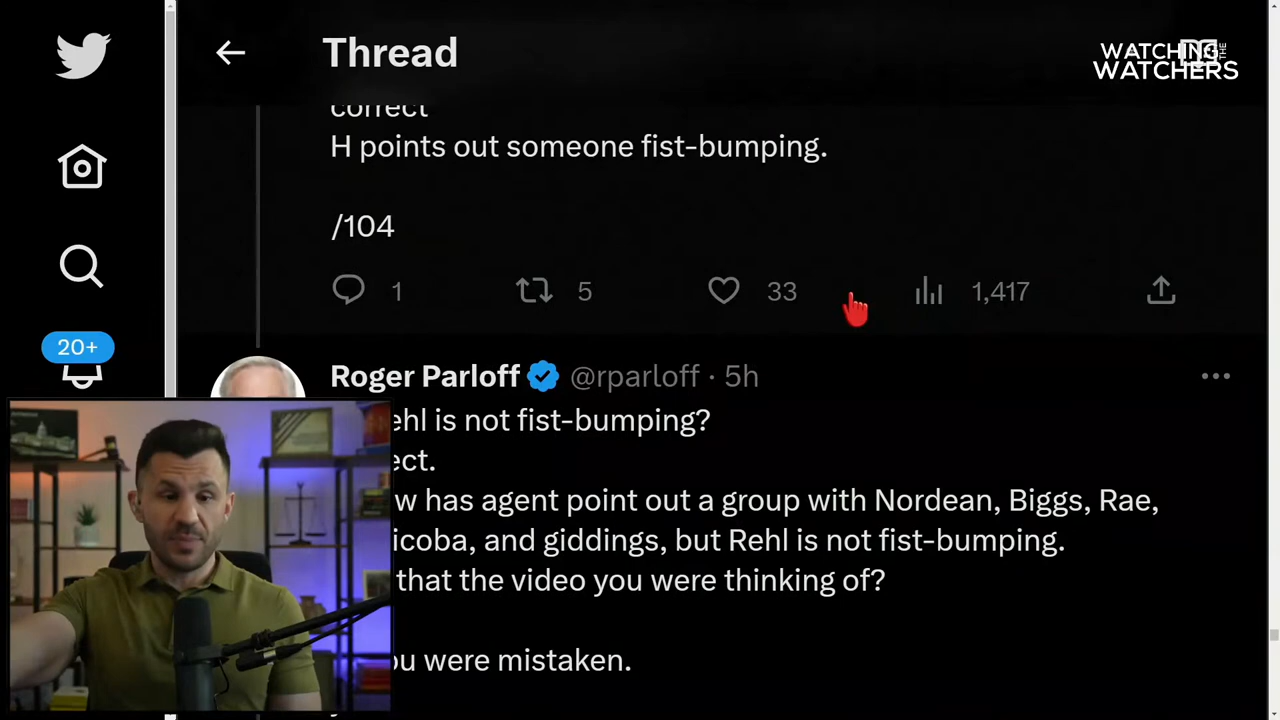 Thread
WATCHING THE
WATCHERS
correct
H points out someone fist-bumping.
/104
1
5
33
1,417
20+
Roger Parloff @rparloff · 5h
ehl is not fist-bumping?
ect.
w has agent point out a group with Nordean, Biggs, Rae,
icoba, and giddings, but Rehl is not fist-bumping.
that the video you were thinking of?
ou were mistaken.